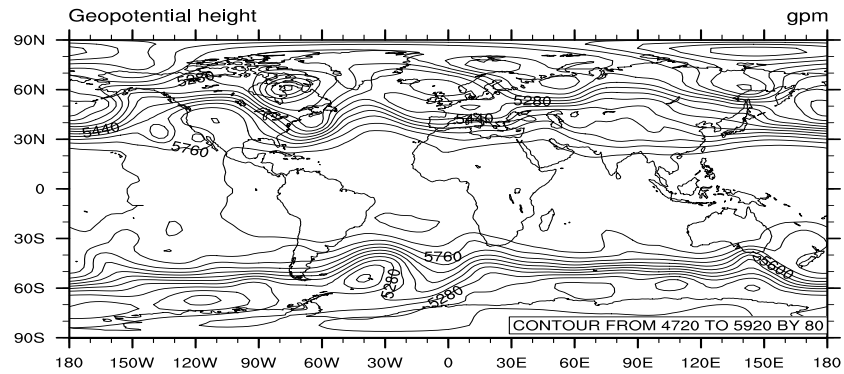 Geopotential height gpm
90N
60N
30N
0
30S
60S
90S
5280
5280
5440
5440
5760
5760
5600
5280
5280
CONTOUR FROM 4720 TO 5920 BY 80
180 150W 120W 90W 60W 30W 0 30E 60E 90E 120E 150E 180